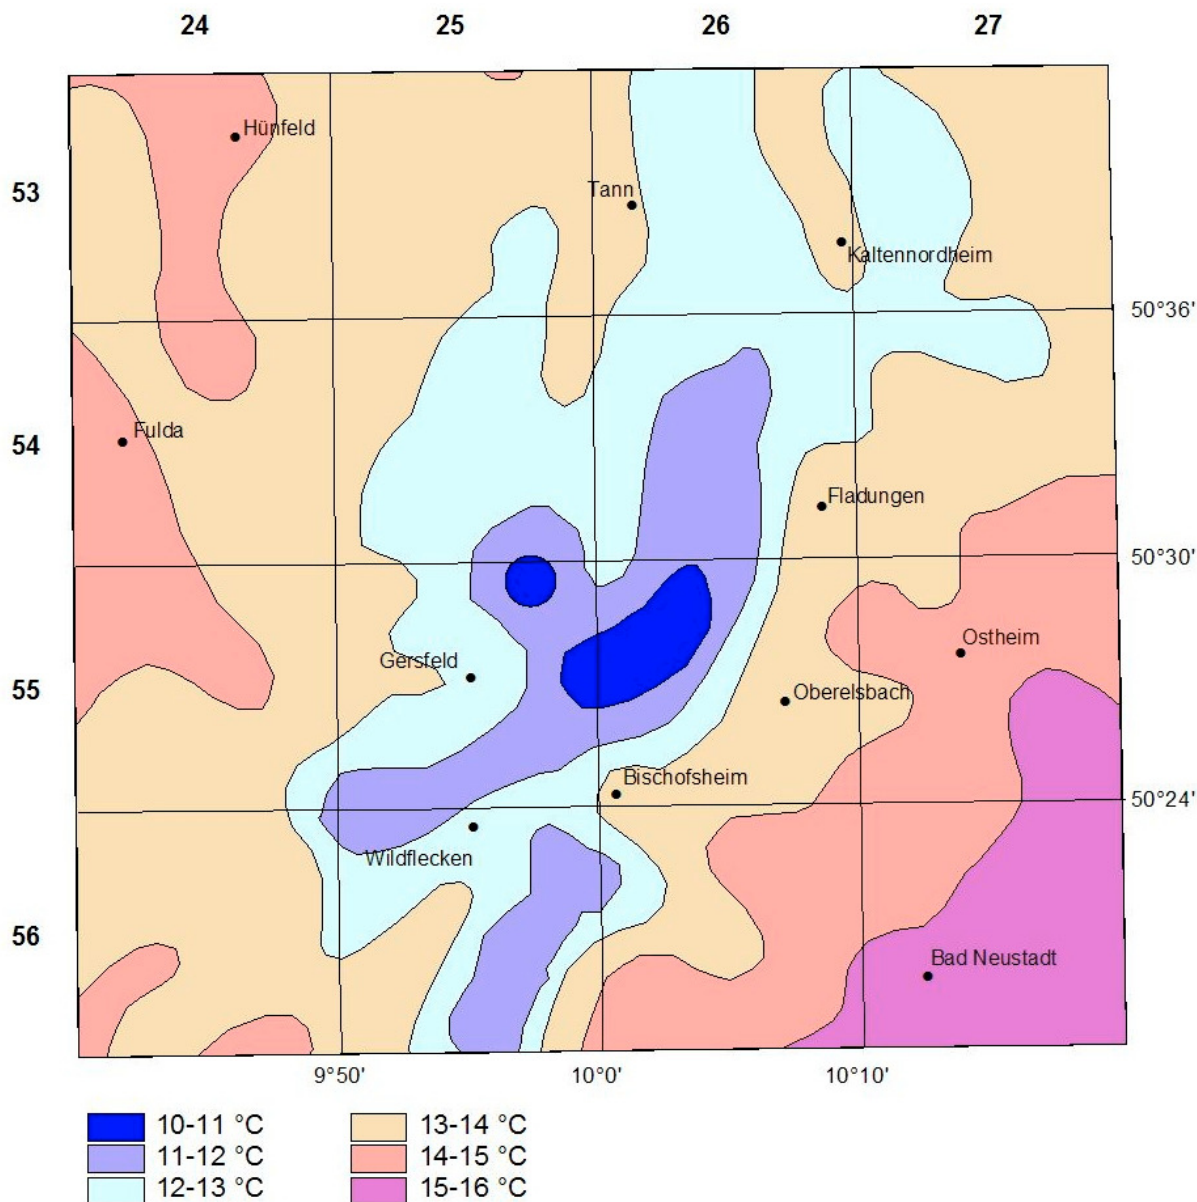 24 25 26 27
Hünfeld
53
Tann
Kaltennordheim
50°36'
Fulda
54
Fladungen
50°30'
Ostheim
Gersfeld
55
Oberelsbach
Bischofsheim
50°24'
Wildflecken
56
Bad Neustadt
9°50' 10°0' 10°10'
10-11 °C 13-14 °C
11-12 °C 14-15 °C
12-13 °C 15-16 °C